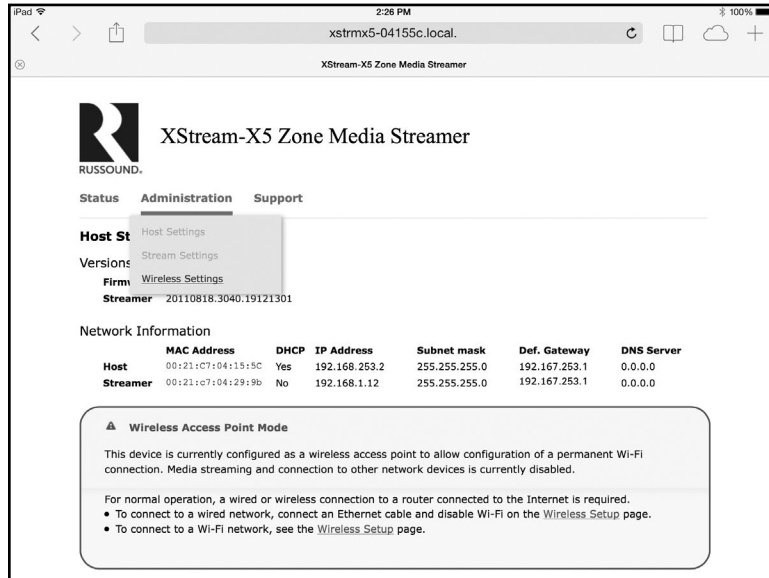 iPad 2:26 PM 100%
xstrmx5-04155c.local.
XStream-X5 Zone Media Streamer
XStream-X5 Zone Media Streamer
RUSSOUND.
Status Administration Support
Host Settings
Host St
Stream Settings
Versions
Wireless Settings
Firmw
Streamer 20110818.3040.19121301
Network Information
MAC Address DHCP IP Address Subnet mask Def. Gateway DNS Server
Host 00:21:C7:04:15:5C Yes 192.168.253.2 255.255.255.0 192.167.253.1 0.0.0.0
Streamer 00:21:c7:04:29:9b No 192.168.1.12 255.255.255.0 192.167.253.1 0.0.0.0
Wireless Access Point Mode
This device is currently configured as a wireless access point to allow configuration of a permanent Wi-Fi
connection. Media streaming and connection to other network devices is currently disabled.
For normal operation, a wired or wireless connection to a router connected to the Internet is required.
• To connect to a wired network, connect an Ethernet cable and disable Wi-Fi on the Wireless Setup page.
• To connect to a Wi-Fi network, see the Wireless Setup page.